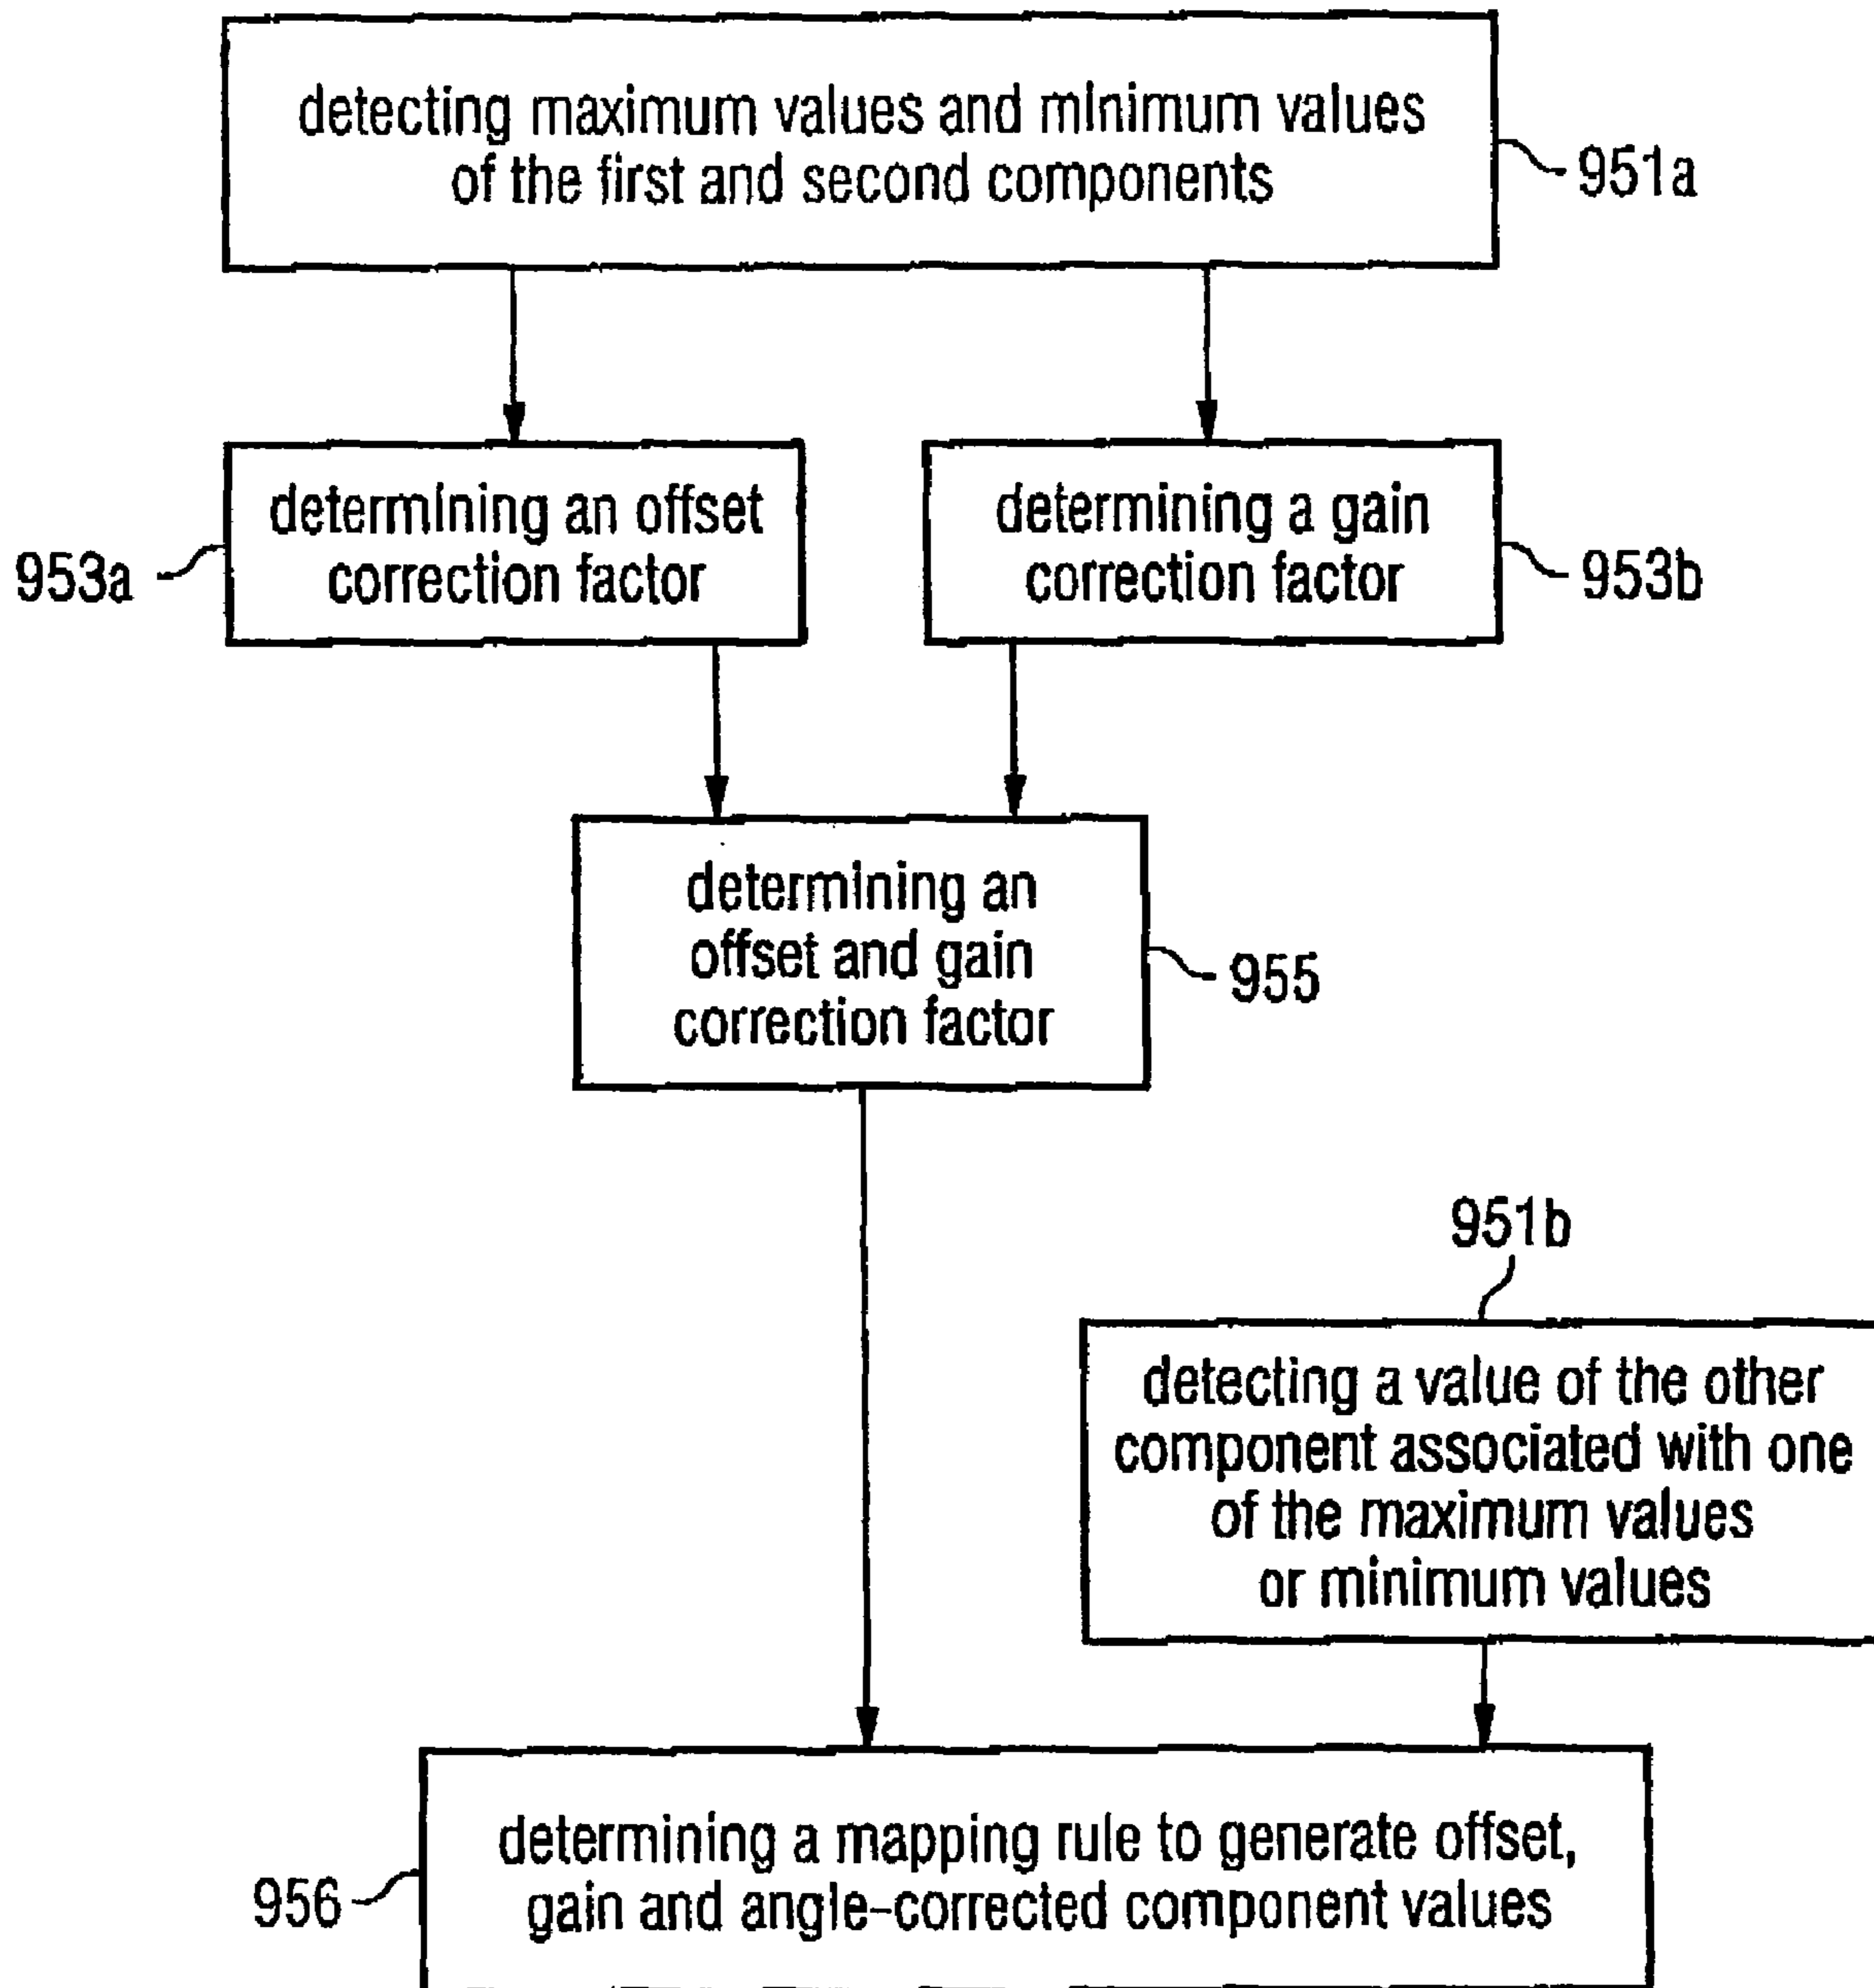 detecting maximum values and minimum values
of the first and second components
951a
determining an offset
correction factor
953a
determining a gain
correction factor
953b
determining an
offset and gain
correction factor
955
951b
detecting a value of the other
component associated with one
of the maximum values
or minimum values
determining a mapping rule to generate offset,
gain and angle-corrected component values
956